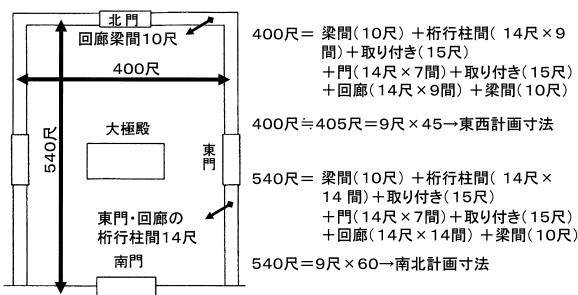 北門
回廊梁間10尺
400尺
540尺
大極殿
東門
東門・回廊の
桁行柱間14尺
南門
400尺＝ 梁間（10尺）＋桁行柱間（ 14尺×9
間）＋取り付き（15尺）
＋門（14尺×7間）＋取り付き（15尺）
＋回廊（14尺×9間）＋梁間（10尺）
400尺≒405尺＝9尺×45→東西計画寸法
540尺＝ 梁間（10尺）＋桁行柱間（ 14尺×
14 間）＋取り付き（15尺）
＋門（14尺×7間）＋取り付き（15尺）
＋回廊（14尺×14間） ＋梁間（10尺）
540尺＝9尺×60→南北計画寸法